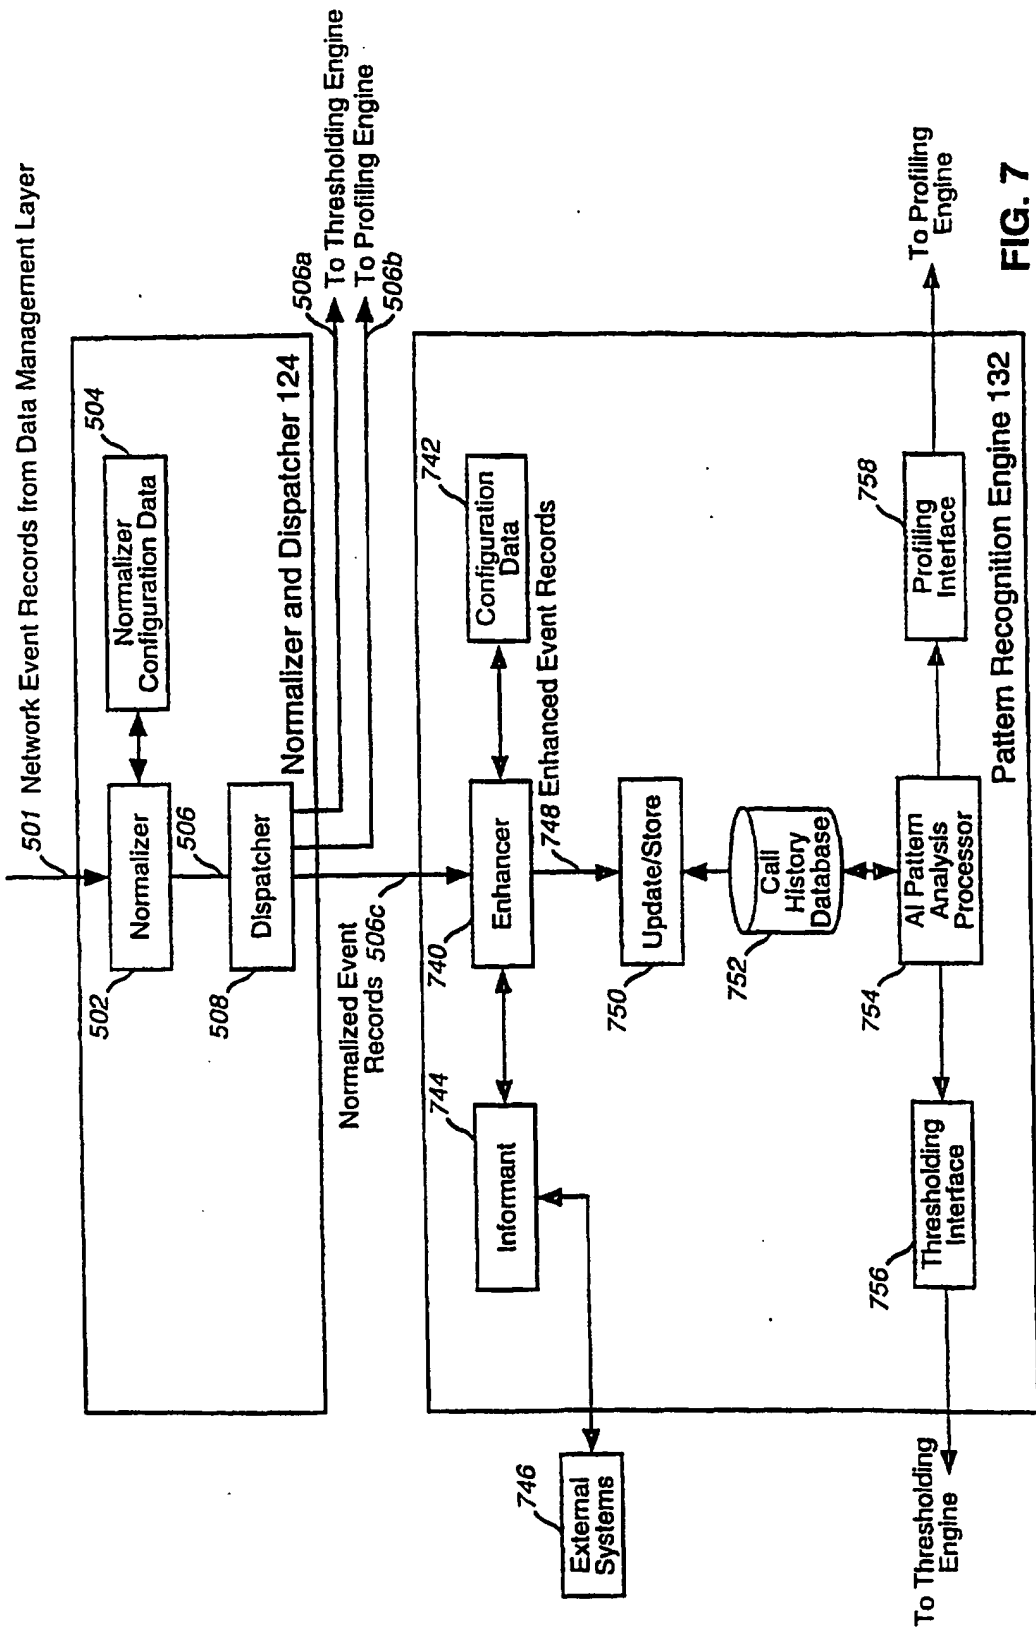 501 Network Event Records from Data Management Layer
504
Normalizer
Configuration Data
Normalizer
502
506
Dispatcher
508
Normalizer and Dispatcher 124
506a
To Thresholding Engine
To Profiling Engine
506b
Normalized Event
Records 506c
744
Informant
740
Enhancer
742
Configuration
Data
748 Enhanced Event Records
746
External
Systems
750
Update/Store
752
Call
History
Database
754
AI Pattern
Analysis
Processor
756
Thresholding
Interface
758
Profiling
Interface
To Thresholding
Engine
To Profiling
Engine
Pattern Recognition Engine 132
FIG. 7